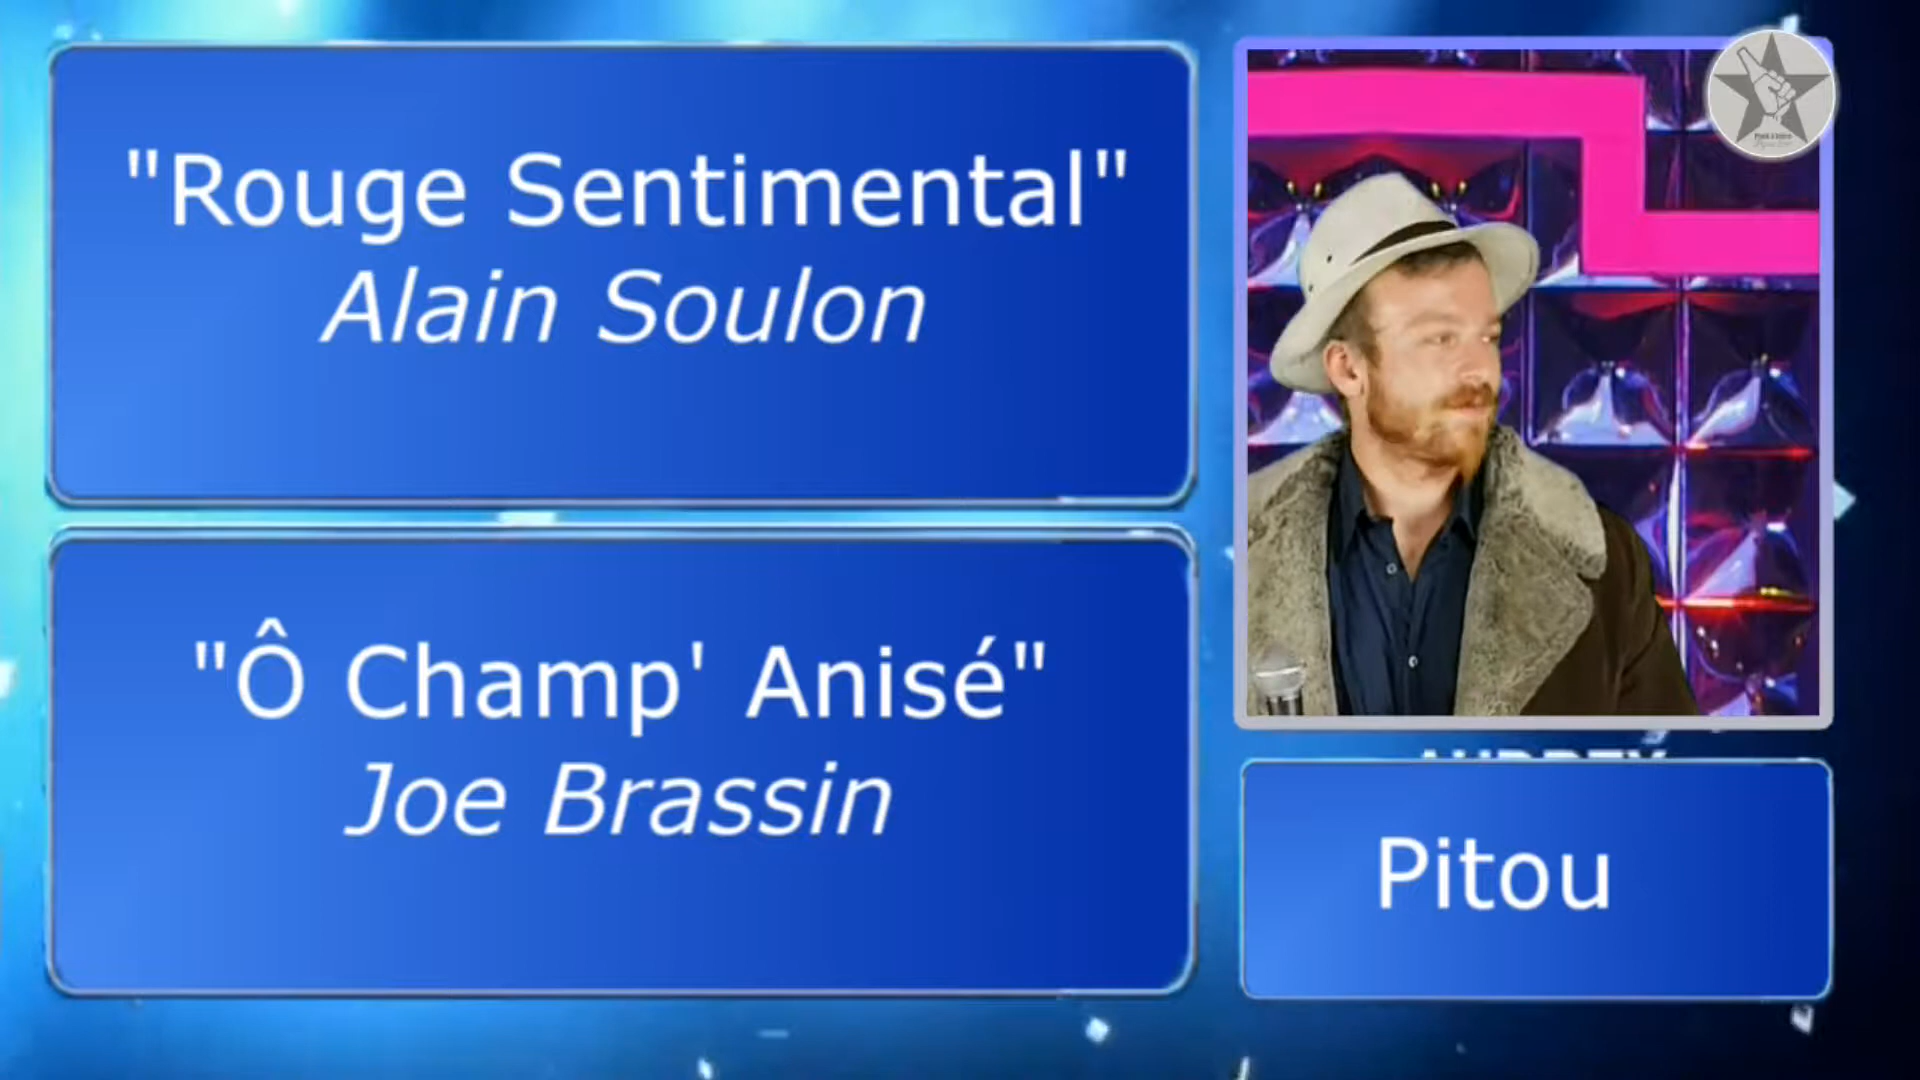 "Rouge Sentimental"
Alain Soulon
"Ô Champ' Anisé"
Joe Brassin
Pitou